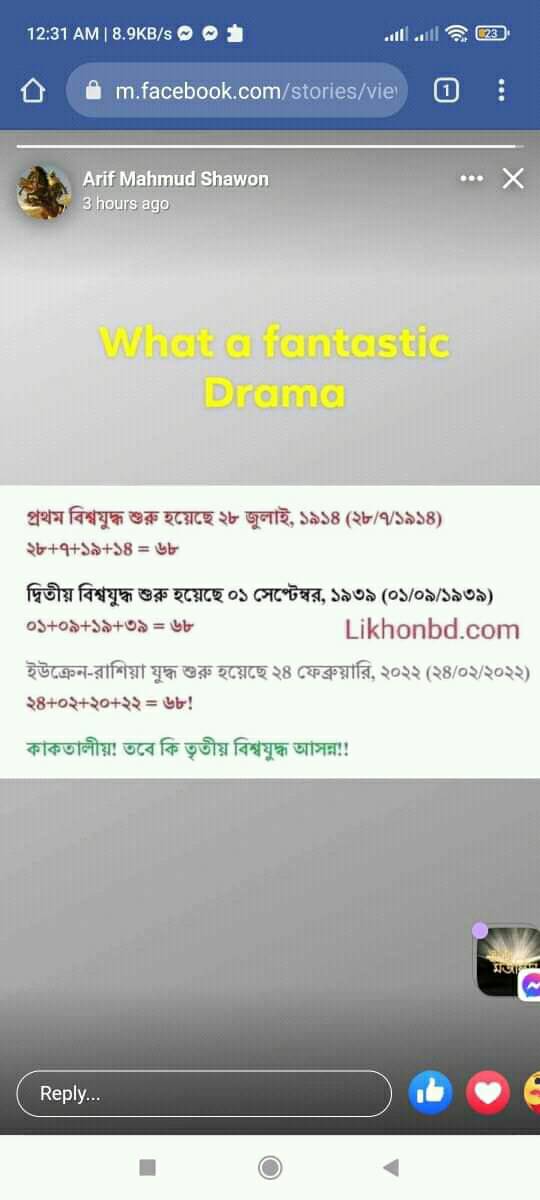 12:31 AM | 8.9KB/s
23
m.facebook.com/stories/vie
1
Arif Mahmud Shawon
3 hours ago
What a fantastic
Drama
প্রথম বিশ্বযুদ্ধ শুরু হয়েছে ২৮ জুলাই, ১৯১৪ (২৮/৭/১৯১৪)
২৮+৭+১৯+১৪ = ৬৮
দ্বিতীয় বিশ্বযুদ্ধ শুরু হয়েছে ০১ সেপ্টেম্বর, ১৯৩৯ (০১/০৯/১৯৩৯)
০১+০৯+১৯+৩৯ = ৬৮
Likhonbd.com
ইউক্রেন-রাশিয়া যুদ্ধ শুরু হয়েছে ২৪ ফেব্রুয়ারি, ২০২২ (২৪/০২/২০২২)
২৪+০২+২০+২২ = ৬৮!
কাকতালীয়! তবে কি তৃতীয় বিশ্বযুদ্ধ আসন্ন!!
Reply...